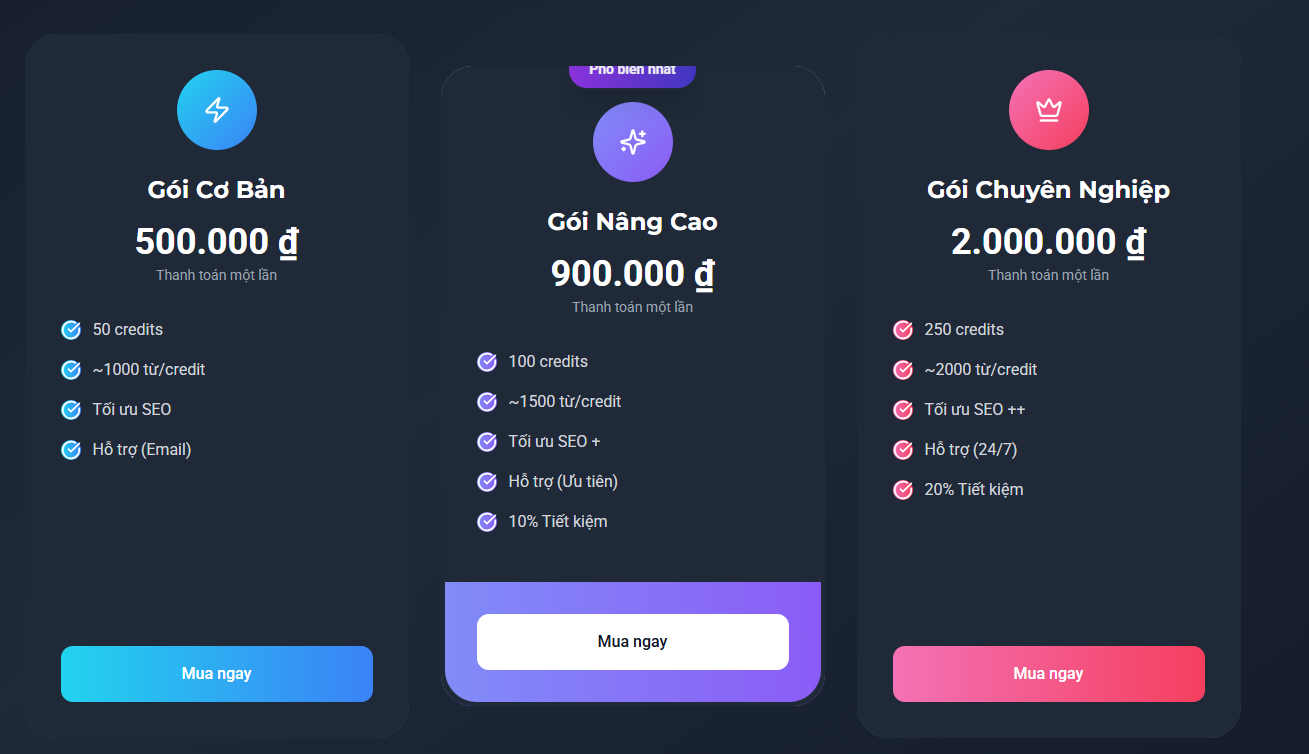 Gói Cơ Bản
500.000 ₫
Thanh toán một lần
50 credits
~1000 từ/credit
Tối ưu SEO
Hỗ trợ (Email)
Mua ngay
Phổ biến nhất
Gói Nâng Cao
900.000 ₫
Thanh toán một lần
100 credits
~1500 từ/credit
Tối ưu SEO +
Hỗ trợ (Ưu tiên)
10% Tiết kiệm
Mua ngay
Gói Chuyên Nghiệp
2.000.000 ₫
Thanh toán một lần
250 credits
~2000 từ/credit
Tối ưu SEO ++
Hỗ trợ (24/7)
20% Tiết kiệm
Mua ngay